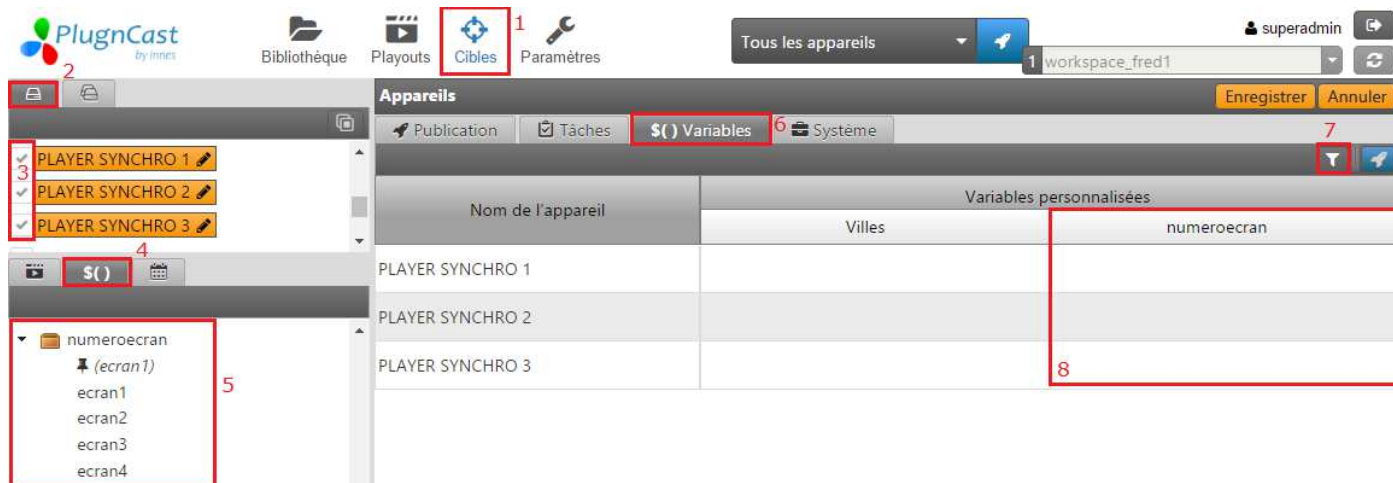 PlugnCast
by innes
Bibliothèque
Playouts
Cibles
1
Paramètres
Tous les appareils
superadmin
1 workspace_fred1
2
Appareils
Enregistrer
Annuler
Publication
Tâches
$( ) Variables
6
Système
7
3
PLAYER SYNCHRO 1
PLAYER SYNCHRO 2
PLAYER SYNCHRO 3
4
$( )
numeroecran
(ecran1)
ecran1
ecran2
ecran3
ecran4
5
Nom de l'appareil
Variables personnalisées
Villes
numeroecran
PLAYER SYNCHRO 1
PLAYER SYNCHRO 2
PLAYER SYNCHRO 3
8